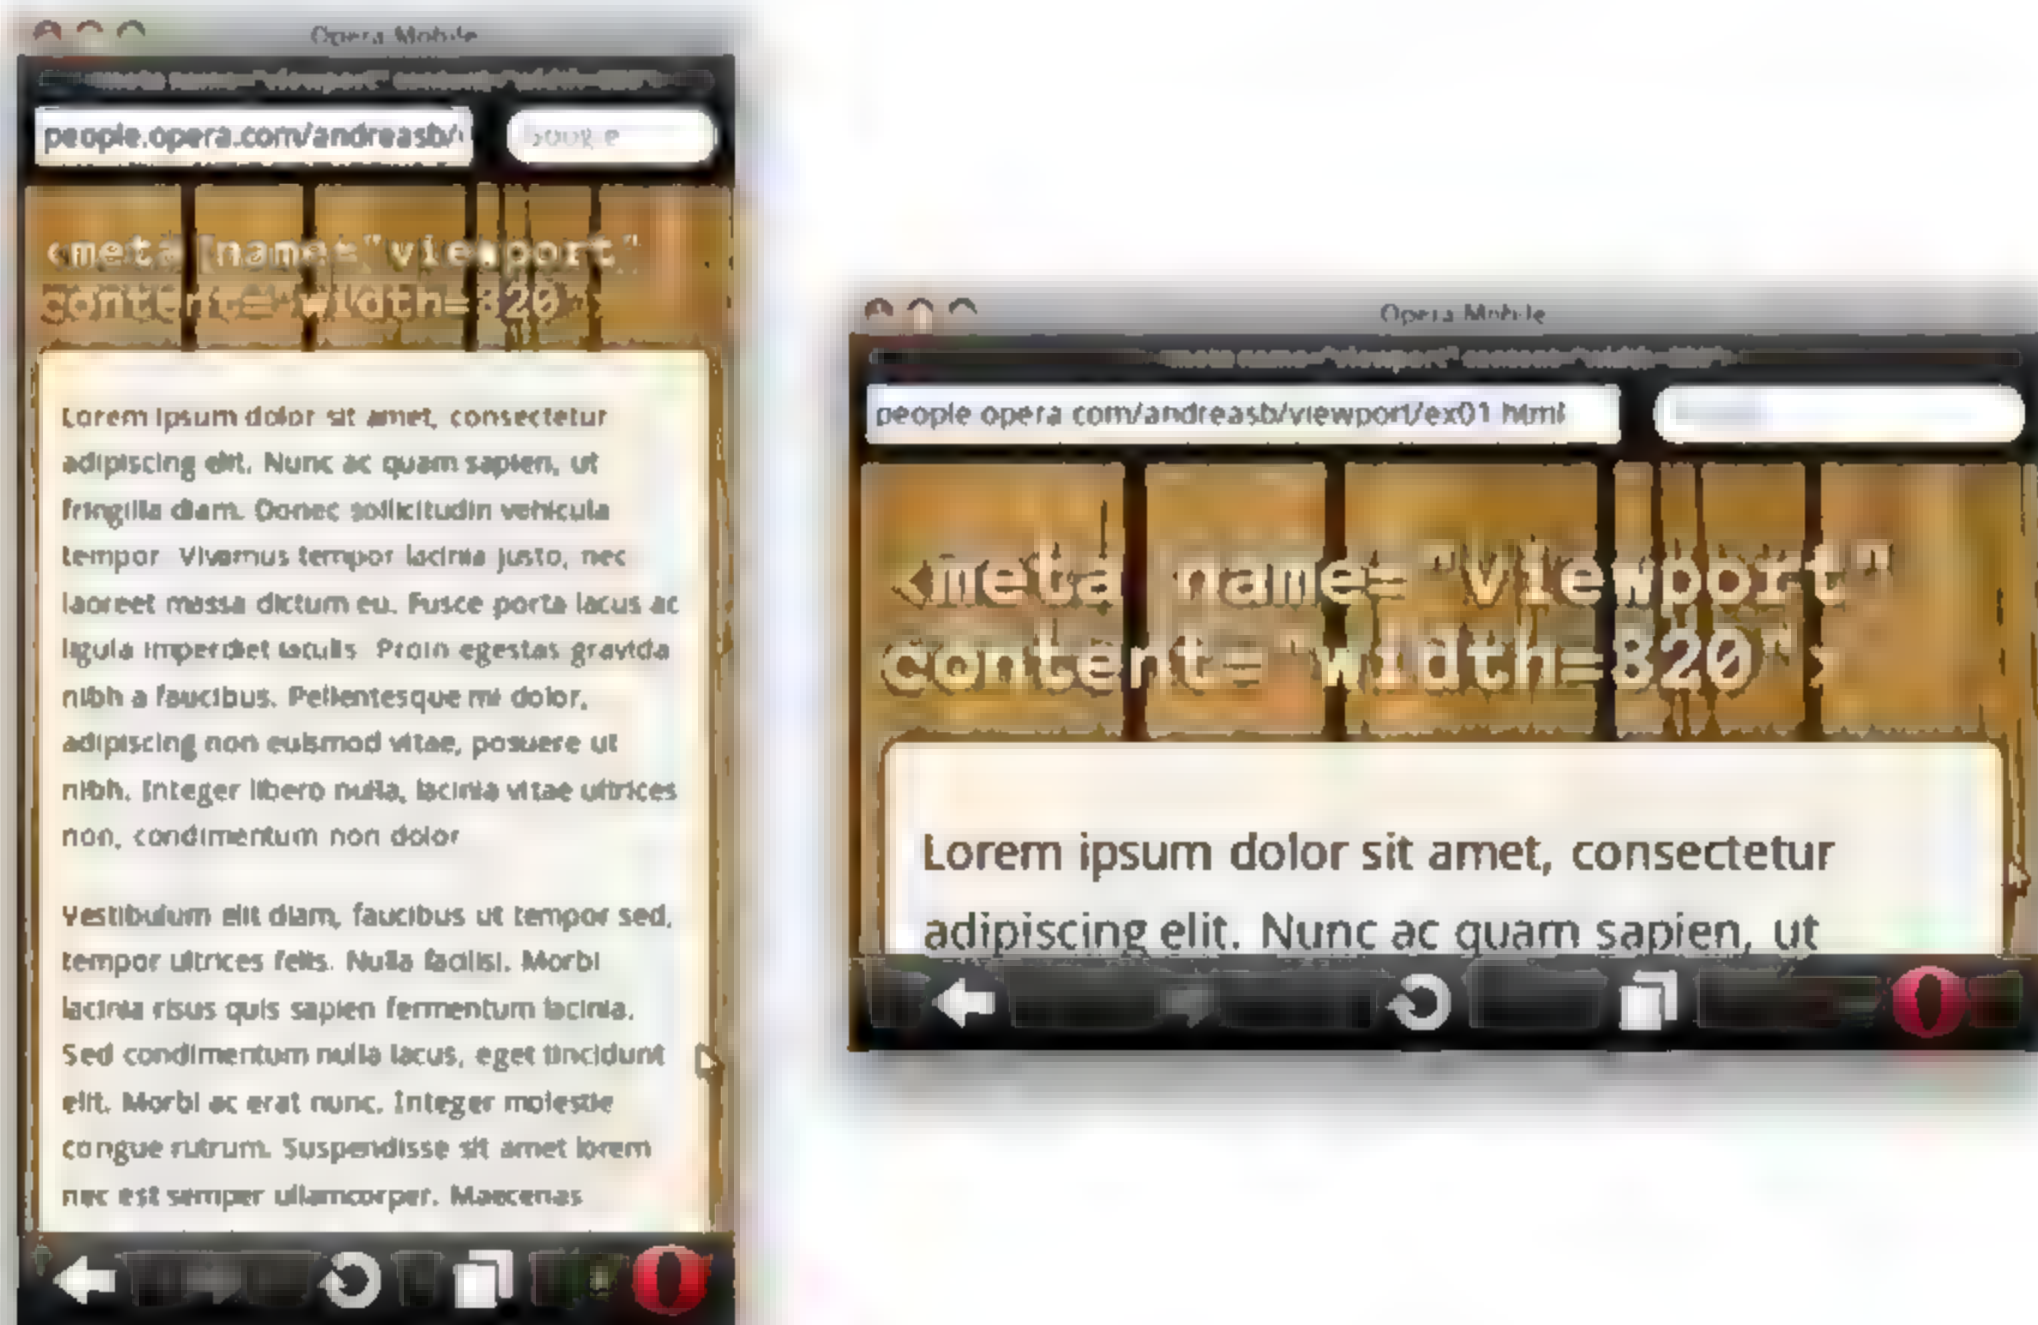 Opera Mobile
people.opera.com/andreasb/
Google
<meta name="viewport"
content="width=320">
Lorem ipsum dolor sit amet, consectetur
adipiscing elit. Nunc ac quam sapien, ut
fringilla diam. Donec sollicitudin vehicula
tempor. Vivamus tempor lacinia justo, nec
laoreet massa dictum eu. Fusce porta lacus ac
ligula imperdiet iaculis. Proin egestas gravida
nibh a faucibus. Pellentesque mi dolor,
adipiscing non euismod vitae, posuere ut
nibh. Integer libero nulla, lacinia vitae ultrices
non, condimentum non dolor.
Vestibulum elit diam, faucibus ut tempor sed,
tempor ultrices felis. Nulla facilisi. Morbi
lacinia risus quis sapien fermentum lacinia.
Sed condimentum nulla lacus, eget tincidunt
elit. Morbi ac erat nunc. Integer molestie
congue rutrum. Suspendisse sit amet lorem
nec est semper ullamcorper. Maecenas
Opera Mobile
people.opera.com/andreasb/viewport/ex01.html
<meta name="viewport"
content="width=320">
Lorem ipsum dolor sit amet, consectetur
adipiscing elit. Nunc ac quam sapien, ut